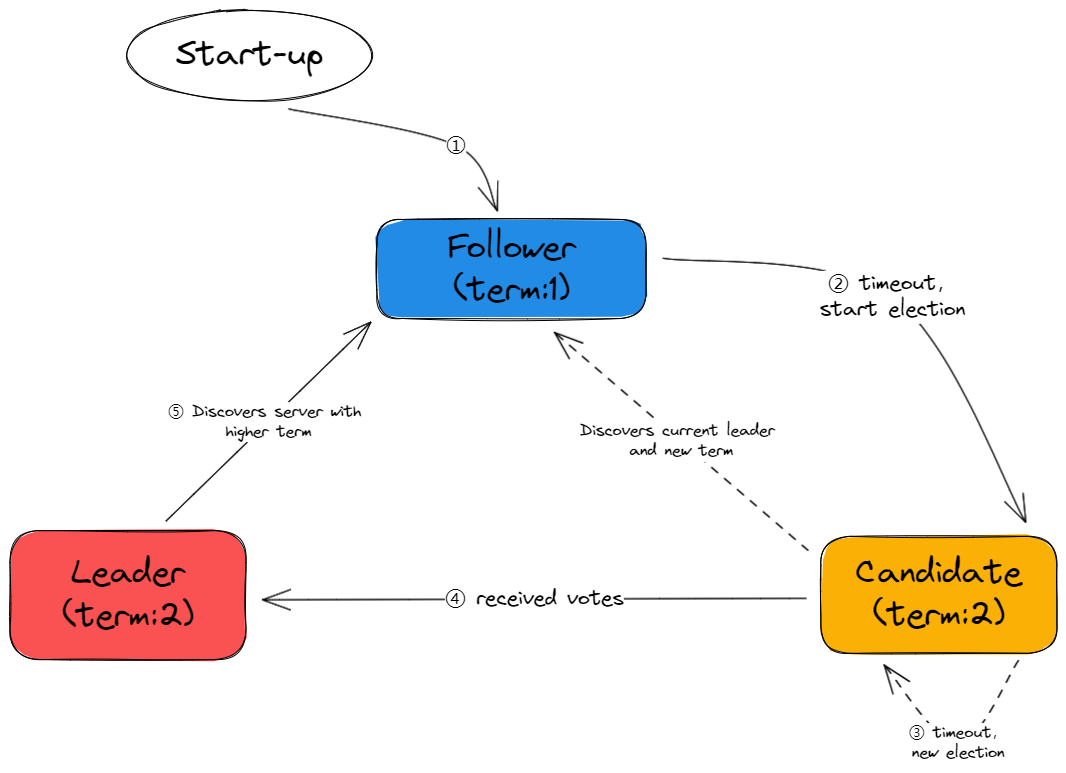 Start-up
①
Follower
(term:1)
② timeout,
start election
⑤ Discovers server with
higher term
Discovers current leader
and new term
Leader
(term:2)
④ received votes
Candidate
(term:2)
③ timeout,
new election